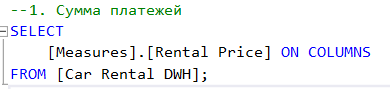 --1. Сумма платежей
SELECT
[Measures].[Rental Price] ON COLUMNS
FROM [Car Rental DWH];